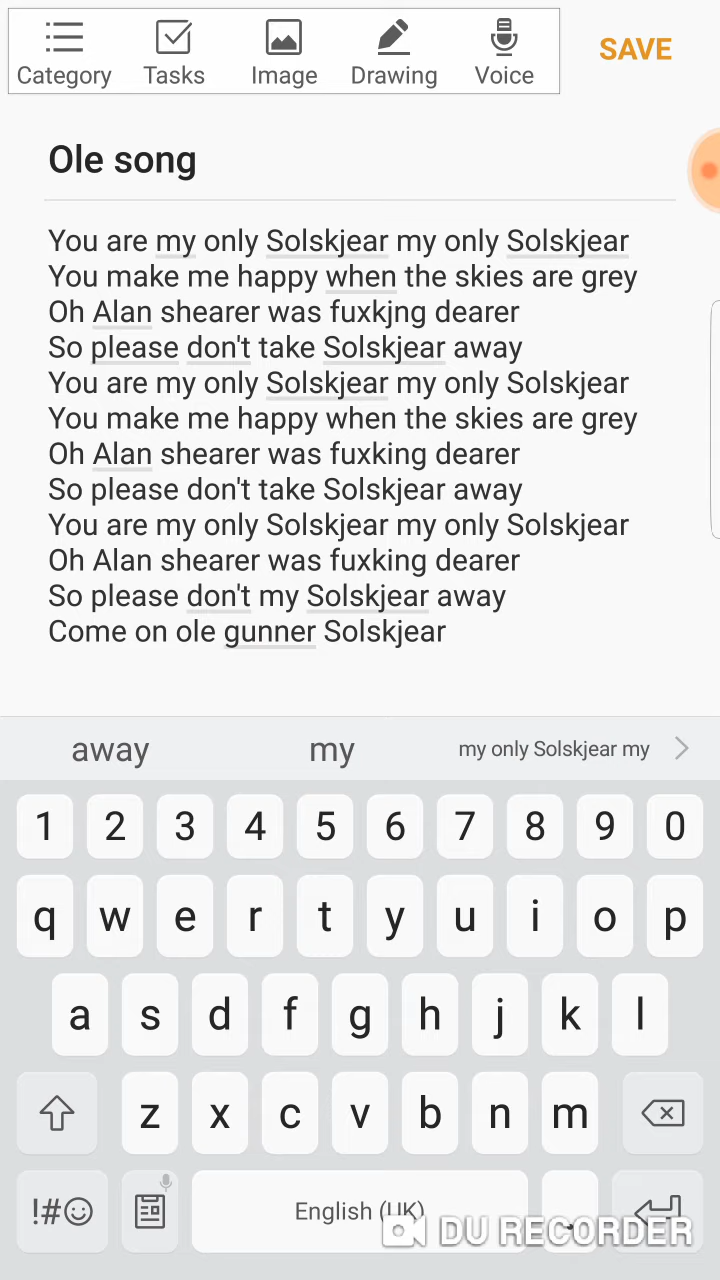 Category Tasks Image Drawing Voice SAVE
Ole song
You are my only Solskjear my only Solskjear
You make me happy when the skies are grey
Oh Alan shearer was fuxkjng dearer
So please don't take Solskjear away
You are my only Solskjear my only Solskjear
You make me happy when the skies are grey
Oh Alan shearer was fuxking dearer
So please don't take Solskjear away
You are my only Solskjear my only Solskjear
Oh Alan shearer was fuxking dearer
So please don't my Solskjear away
Come on ole gunner Solskjear
away my my only Solskjear my
1 2 3 4 5 6 7 8 9 0
q w e r t y u i o p
a s d f g h j k l
z x c v b n m
!#☺ English (UK) .
DU RECORDER